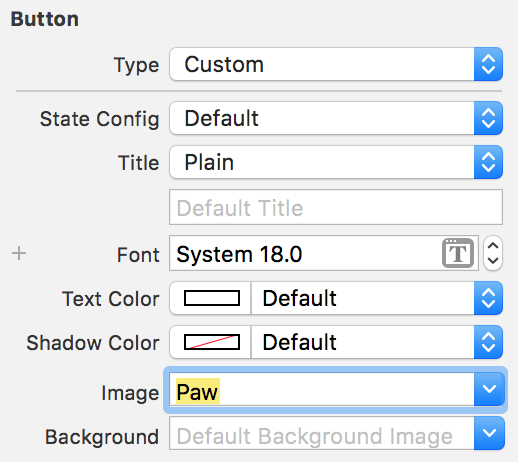 Button
Type Custom
State Config Default
Title Plain
Default Title
+ Font System 18.0 T
Text Color Default
Shadow Color Default
Image Paw
Background Default Background Image